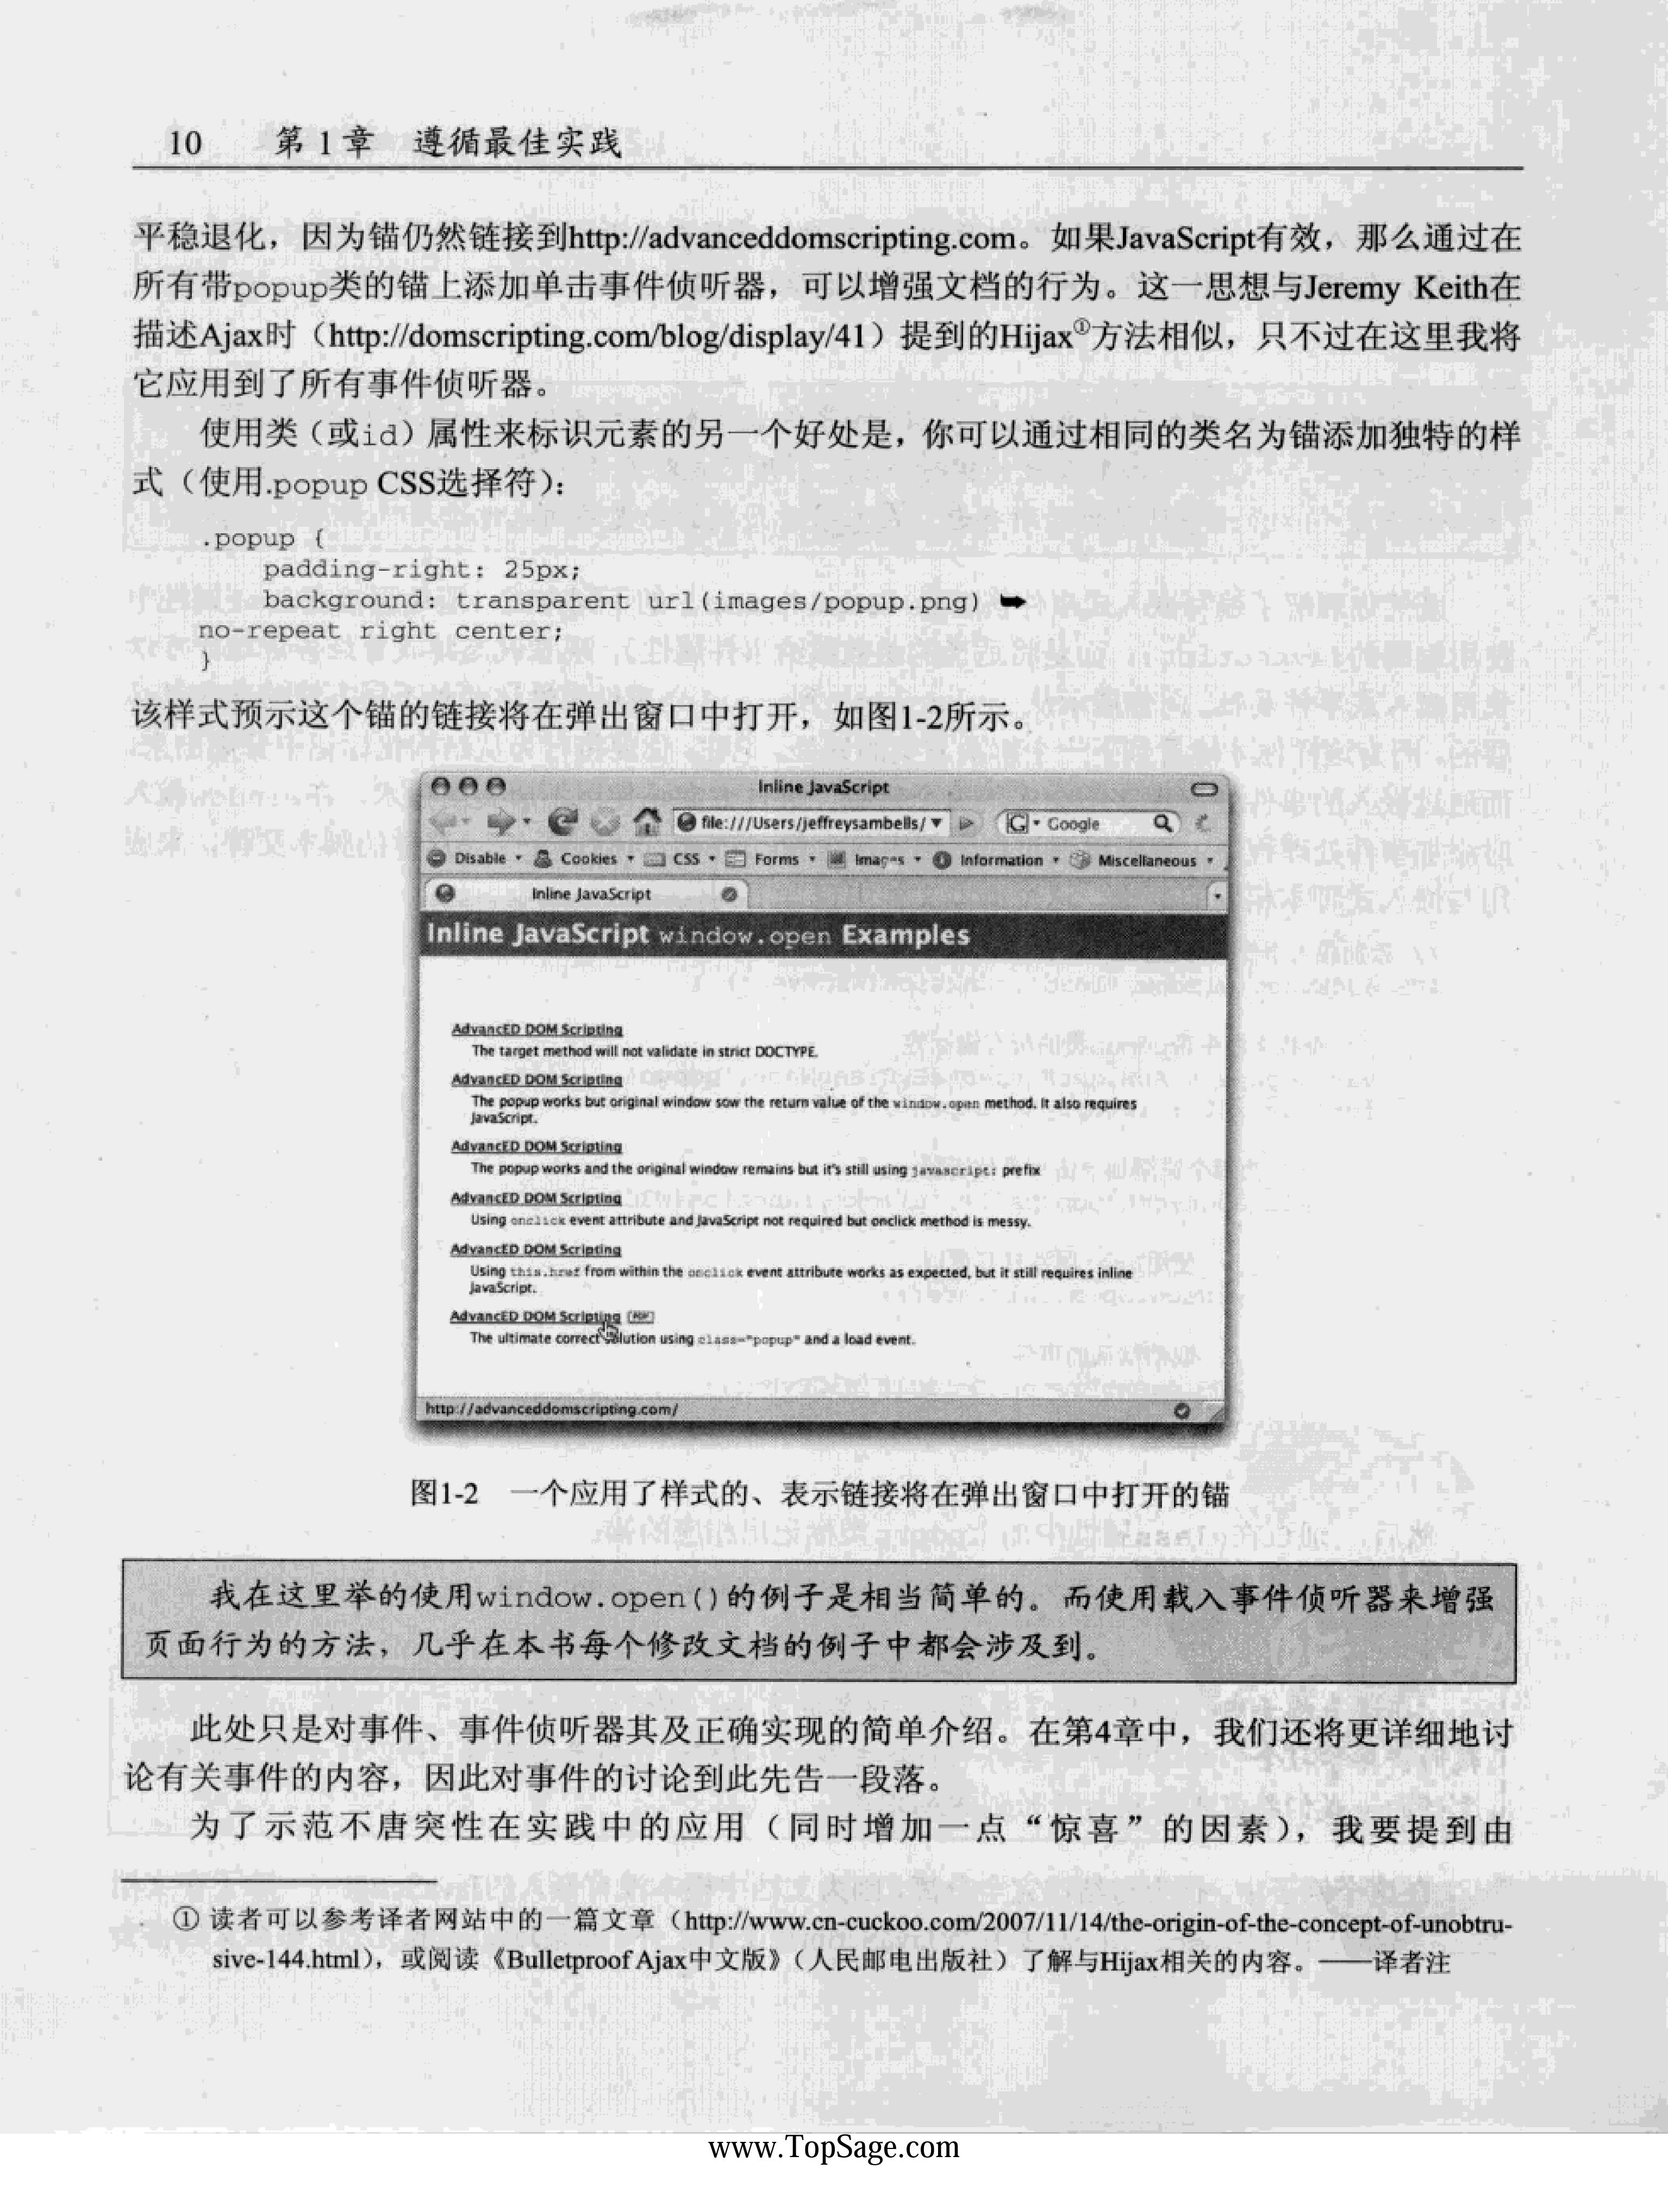 10 第 1 章 遵循最佳实践
平稳退化，因为锚仍然链接到http://advanceddomscripting.com。如果JavaScript有效，那么通过在
所有带popup类的锚上添加单击事件侦听器，可以增强文档的行为。这一思想与Jeremy Keith在
描述Ajax时（http://domscripting.com/blog/display/41）提到的Hijax①方法相似，只不过在这里我将
它应用到了所有事件侦听器。
使用类（或id）属性来标识元素的另一个好处是，你可以通过相同的类名为锚添加独特的样
式（使用.popup CSS选择符）：
.popup {
padding-right: 25px;
background: transparent url(images/popup.png) ➥
no-repeat right center;
}
该样式预示这个锚的链接将在弹出窗口中打开，如图1-2所示。
Inline JavaScript
file:///Users/jeffreysambells/ Google
Disable Cookies CSS Forms Images Information Miscellaneous
Inline JavaScript
Inline JavaScript window.open Examples
AdvancED DOM Scripting
The target method will not validate in strict DOCTYPE.
AdvancED DOM Scripting
The popup works but original window sow the return value of the window.open method. It also requires
JavaScript.
AdvancED DOM Scripting
The popup works and the original window remains but it's still using javascript: prefix
AdvancED DOM Scripting
Using onclick event attribute and JavaScript not required but onclick method is messy.
AdvancED DOM Scripting
Using this.href from within the onclick event attribute works as expected, but it still requires inline
JavaScript.
AdvancED DOM Scripting
The ultimate correct solution using class="popup" and a load event.
http://advanceddomscripting.com/
图1-2 一个应用了样式的、表示链接将在弹出窗口中打开的锚
我在这里举的使用window.open()的例子是相当简单的。而使用载入事件侦听器来增强
页面行为的方法，几乎在本书每个修改文档的例子中都会涉及到。
此处只是对事件、事件侦听器其及正确实现的简单介绍。在第4章中，我们还将更详细地讨
论有关事件的内容，因此对事件的讨论到此先告一段落。
为了示范不唐突性在实践中的应用（同时增加一点“惊喜”的因素），我要提到由
① 读者可以参考译者网站中的一篇文章（http://www.cn-cuckoo.com/2007/11/14/the-origin-of-the-concept-of-unobtru-
sive-144.html），或阅读《Bulletproof Ajax中文版》（人民邮电出版社）了解与Hijax相关的内容。——译者注
www.TopSage.com